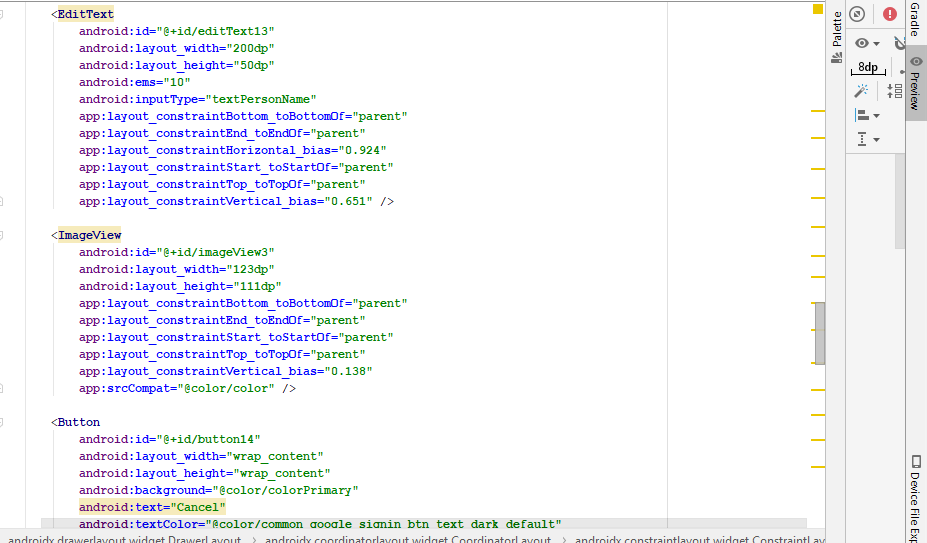 <EditText
android:id="@+id/editText13"
android:layout_width="200dp"
android:layout_height="50dp"
android:ems="10"
android:inputType="textPersonName"
app:layout_constraintBottom_toBottomOf="parent"
app:layout_constraintEnd_toEndOf="parent"
app:layout_constraintHorizontal_bias="0.924"
app:layout_constraintStart_toStartOf="parent"
app:layout_constraintTop_toTopOf="parent"
app:layout_constraintVertical_bias="0.651" />
<ImageView
android:id="@+id/imageView3"
android:layout_width="123dp"
android:layout_height="111dp"
app:layout_constraintBottom_toBottomOf="parent"
app:layout_constraintEnd_toEndOf="parent"
app:layout_constraintStart_toStartOf="parent"
app:layout_constraintTop_toTopOf="parent"
app:layout_constraintVertical_bias="0.138"
app:srcCompat="@color/color" />
<Button
android:id="@+id/button14"
android:layout_width="wrap_content"
android:layout_height="wrap_content"
android:background="@color/colorPrimary"
android:text="Cancel"
android:textColor="@color/common_google_signin_btn_text_dark_default"
androidx.drawerlayout.widget.DrawerLayout > androidx.coordinatorlayout.widget.CoordinatorLayout > androidx.constraintlayout.widget.ConstraintLay
Palette
8dp
Gradle
Preview
Device File Exp